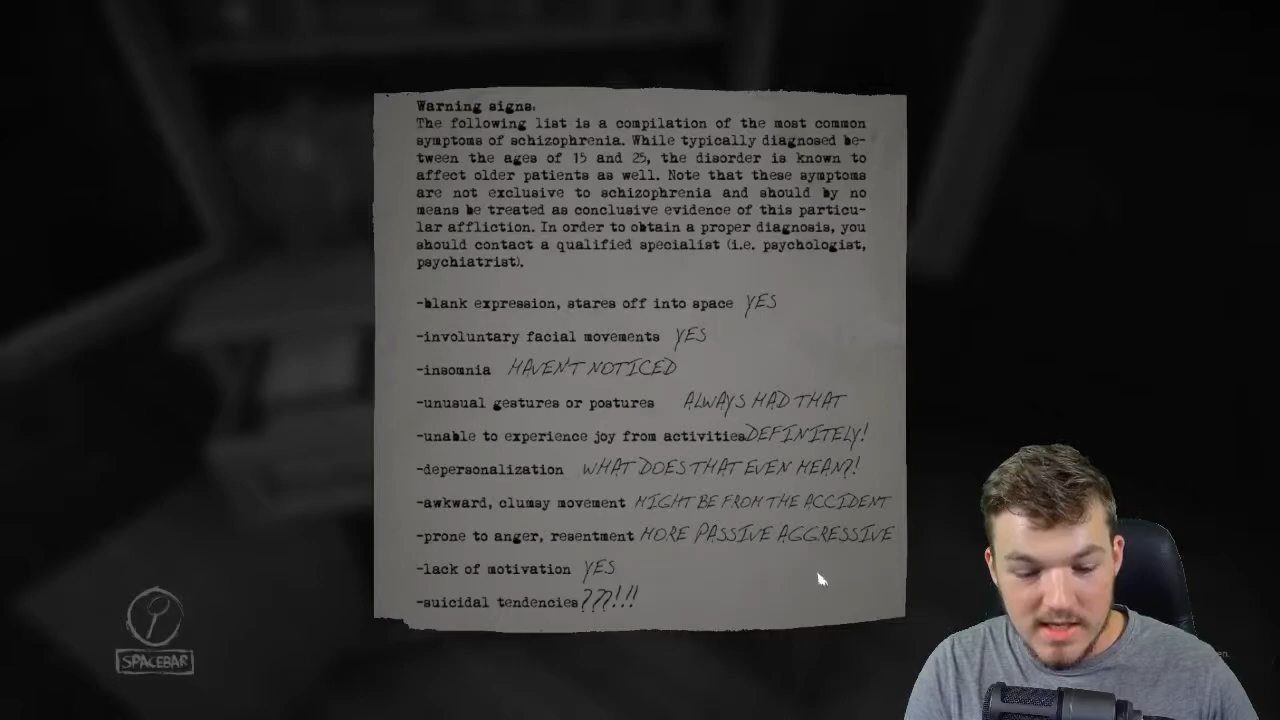 Warning signs:
The following list is a compilation of the most common
symptoms of schizophrenia. While typically diagnosed be-
tween the ages of 15 and 25, the disorder is known to
affect older patients as well. Note that these symptoms
are not exclusive to schizophrenia and should by no
means be treated as conclusive evidence of this particu-
lar affliction. In order to obtain a proper diagnosis, you
should contact a qualified specialist (i.e. psychologist,
psychiatrist).
-blank expression, stares off into space YES
-involuntary facial movements YES
-insomnia HAVEN'T NOTICED
-unusual gestures or postures ALWAYS HAD THAT
-unable to experience joy from activities DEFINITELY!
-depersonalization WHAT DOES THAT EVEN MEAN?!
-awkward, clumsy movement MIGHT BE FROM THE ACCIDENT
-prone to anger, resentment MORE PASSIVE AGGRESSIVE
-lack of motivation YES
-suicidal tendencies???!!!
SPACEBAR